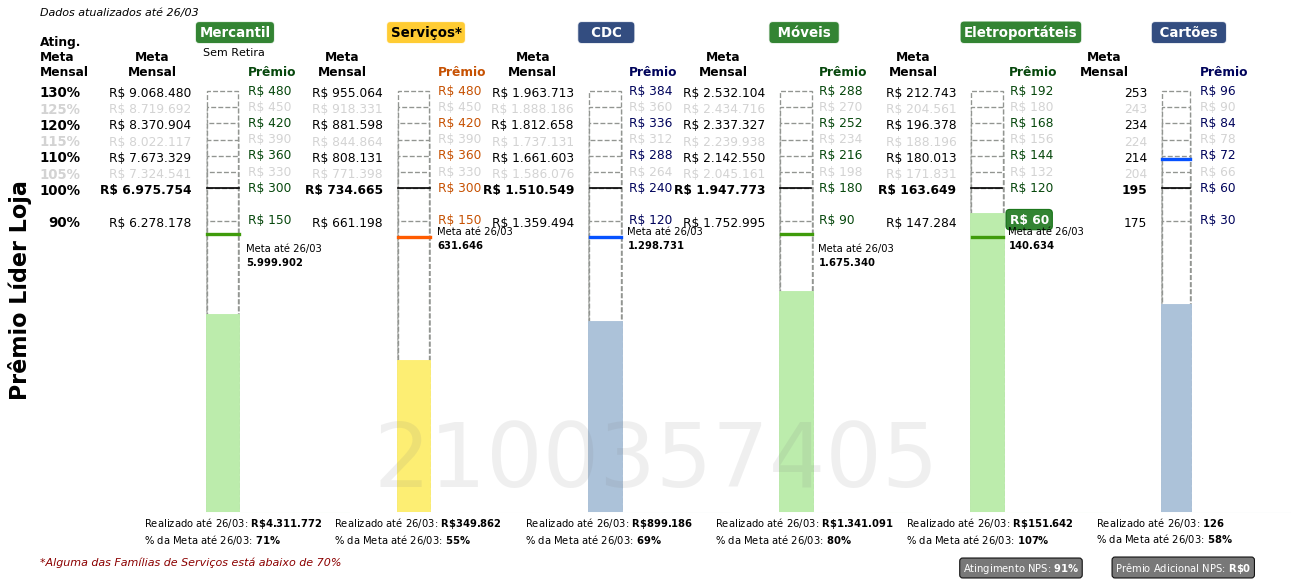 Dados atualizados até 26/03
Mercantil Serviços* CDC Móveis Eletroportáteis Cartões
Sem Retira
Ating. Meta Mensal
Meta Mensal Prêmio Meta Mensal Prêmio Meta Mensal Prêmio Meta Mensal Prêmio Meta Mensal Prêmio Meta Mensal Prêmio
130% R$ 9.068.480 R$ 480 R$ 955.064 R$ 480 R$ 1.963.713 R$ 384 R$ 2.532.104 R$ 288 R$ 212.743 R$ 192 253 R$ 96
125% R$ 8.719.692 R$ 450 R$ 918.331 R$ 450 R$ 1.888.186 R$ 360 R$ 2.434.716 R$ 270 R$ 204.561 R$ 180 243 R$ 90
120% R$ 8.370.904 R$ 420 R$ 881.598 R$ 420 R$ 1.812.658 R$ 336 R$ 2.337.327 R$ 252 R$ 196.378 R$ 168 234 R$ 84
115% R$ 8.022.117 R$ 390 R$ 844.864 R$ 390 R$ 1.737.131 R$ 312 R$ 2.239.938 R$ 234 R$ 188.196 R$ 156 224 R$ 78
110% R$ 7.673.329 R$ 360 R$ 808.131 R$ 360 R$ 1.661.603 R$ 288 R$ 2.142.550 R$ 216 R$ 180.013 R$ 144 214 R$ 72
105% R$ 7.324.541 R$ 330 R$ 771.398 R$ 330 R$ 1.586.076 R$ 264 R$ 2.045.161 R$ 198 R$ 171.831 R$ 132 204 R$ 66
100% R$ 6.975.754 R$ 300 R$ 734.665 R$ 300 R$ 1.510.549 R$ 240 R$ 1.947.773 R$ 180 R$ 163.649 R$ 120 195 R$ 60
90% R$ 6.278.178 R$ 150 R$ 661.198 R$ 150 R$ 1.359.494 R$ 120 R$ 1.752.995 R$ 90 R$ 147.284 R$ 60 175 R$ 30
Meta até 26/03
5.999.902
Meta até 26/03
631.646
Meta até 26/03
1.298.731
Meta até 26/03
1.675.340
Meta até 26/03
140.634
Prêmio Líder Loja
2100357405
Realizado até 26/03: R$4.311.772
% da Meta até 26/03: 71%
Realizado até 26/03: R$349.862
% da Meta até 26/03: 55%
Realizado até 26/03: R$899.186
% da Meta até 26/03: 69%
Realizado até 26/03: R$1.341.091
% da Meta até 26/03: 80%
Realizado até 26/03: R$151.642
% da Meta até 26/03: 107%
Realizado até 26/03: 126
% da Meta até 26/03: 58%
*Alguma das Famílias de Serviços está abaixo de 70%
Atingimento NPS: 91%
Prêmio Adicional NPS: R$0